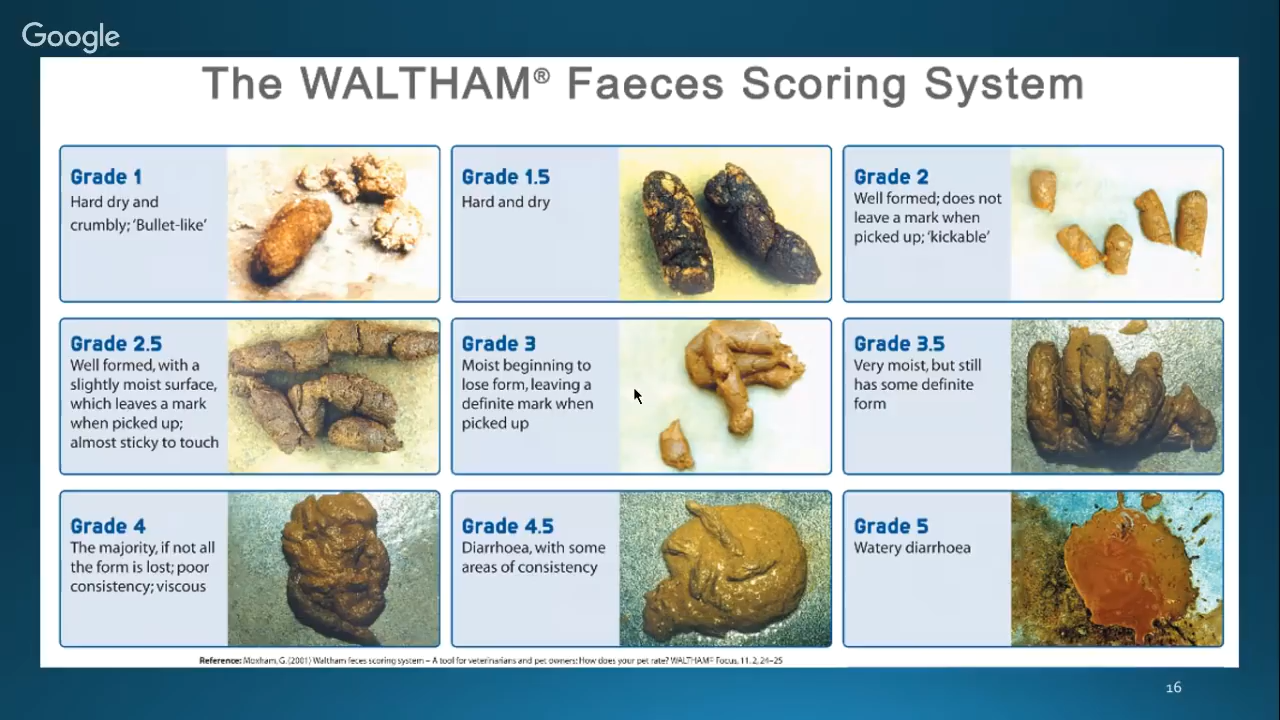 Google
The WALTHAM® Faeces Scoring System
Grade 1
Hard dry and
crumbly; ‘Bullet-like’
Grade 1.5
Hard and dry
Grade 2
Well formed; does not
leave a mark when
picked up; ‘kickable’
Grade 2.5
Well formed, with a
slightly moist surface,
which leaves a mark
when picked up;
almost sticky to touch
Grade 3
Moist beginning to
lose form, leaving a
definite mark when
picked up
Grade 3.5
Very moist, but still
has some definite
form
Grade 4
The majority, if not all
the form is lost; poor
consistency; viscous
Grade 4.5
Diarrhoea, with some
areas of consistency
Grade 5
Watery diarrhoea
Reference: Moxham, G. (2001) Waltham feces scoring system – A tool for veterinarians and pet owners: How does your pet rate? WALTHAM® Focus, 11, 2, 24–25
16